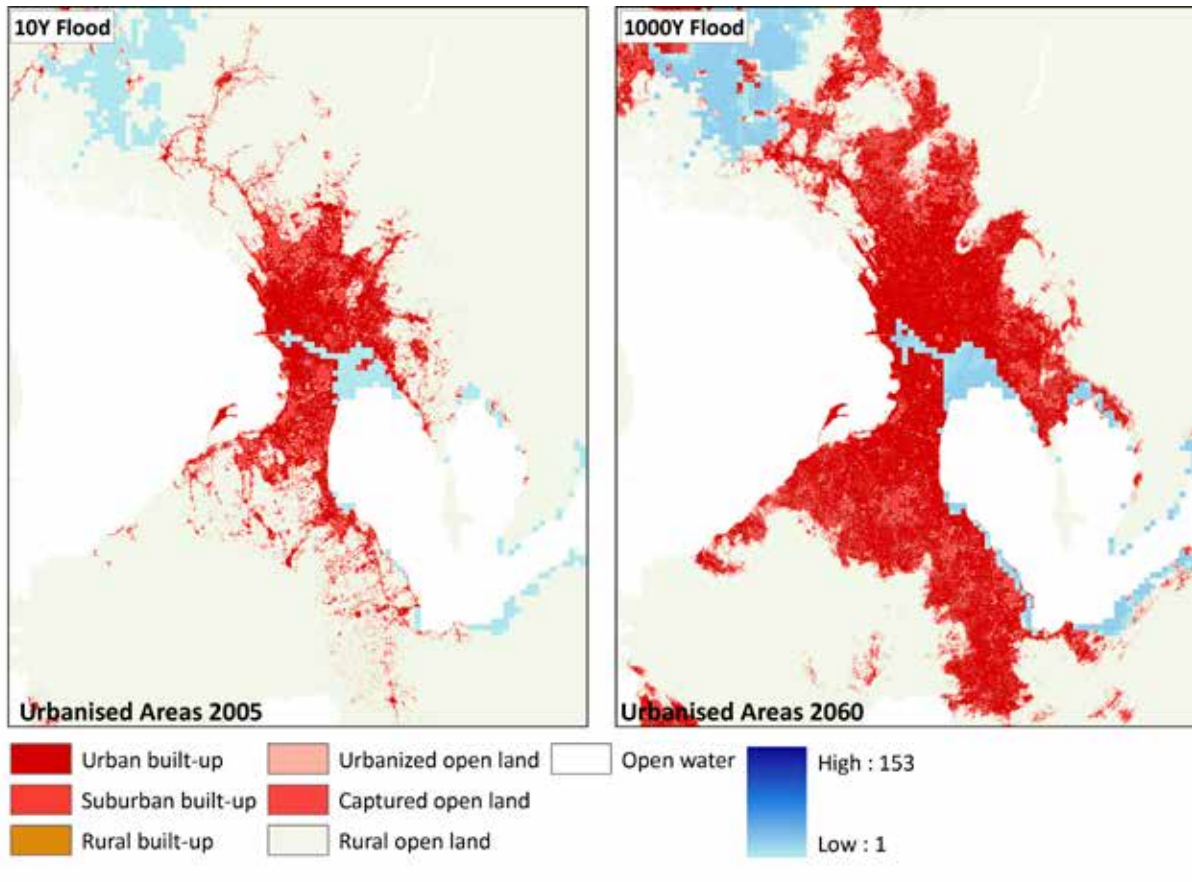 10Y Flood
1000Y Flood
Urbanised Areas 2005
Urbanised Areas 2060
Urban built-up
Urbanized open land
Open water
High : 153
Suburban built-up
Captured open land
Rural built-up
Rural open land
Low : 1